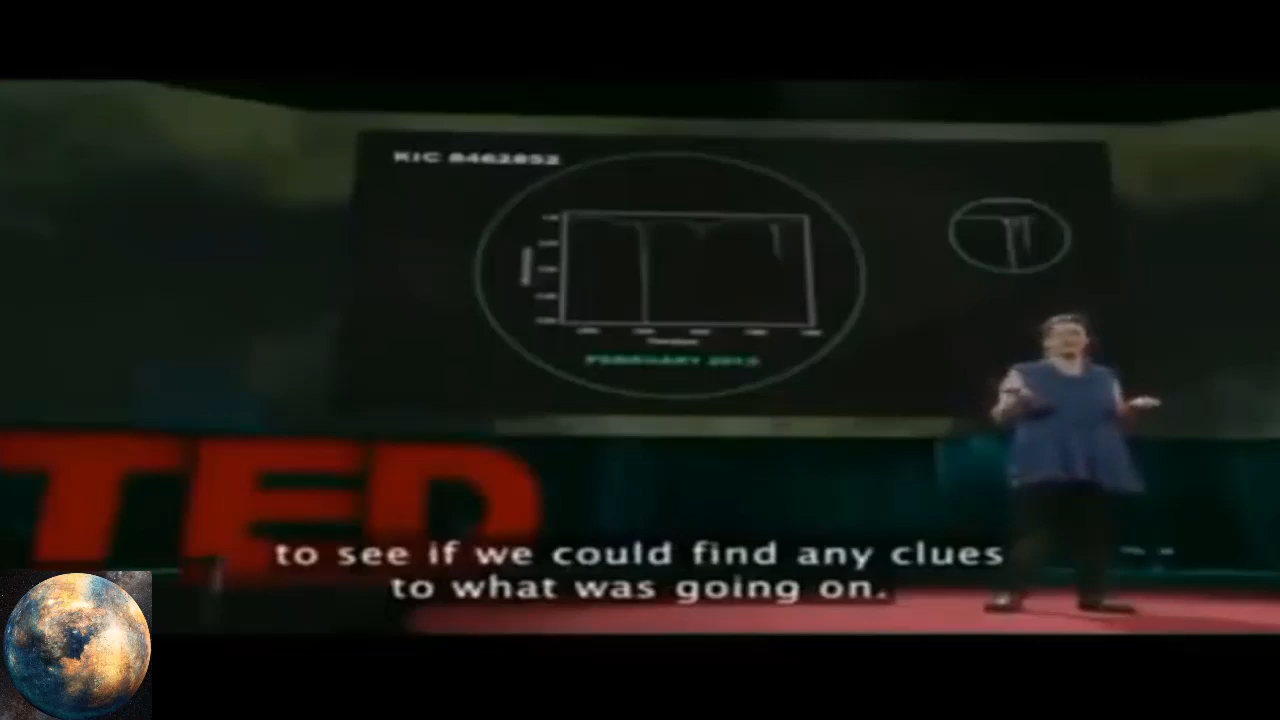 KIC 8462852
FEBRUARY 2013
TED
to see if we could find any clues
to what was going on.